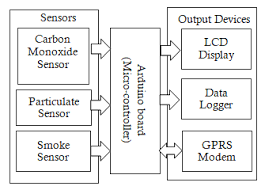 Sensors
Carbon
Monoxide
Sensor
Particulate
Sensor
Smoke
Sensor
Arduino board
(Micro-controller)
Output Devices
LCD
Display
Data
Logger
GPRS
Modem